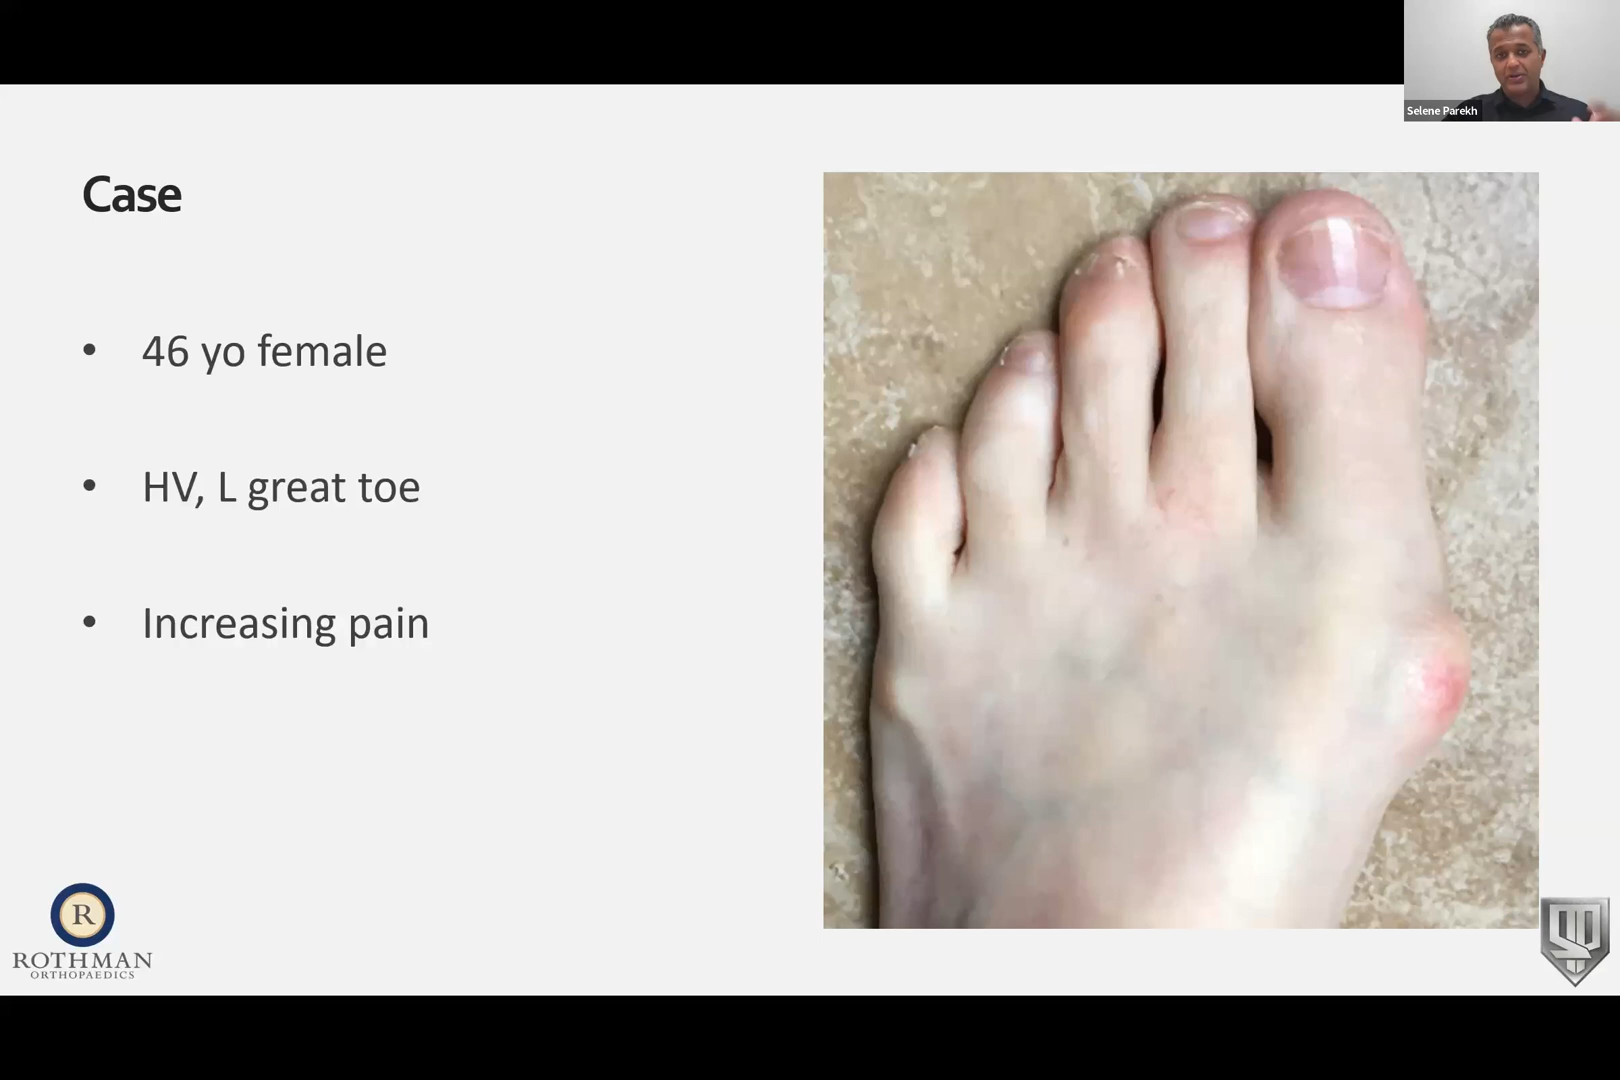 Selene Parekh
Case
• 46 yo female
• HV, L great toe
• Increasing pain
R
ROTHMAN
ORTHOPAEDICS